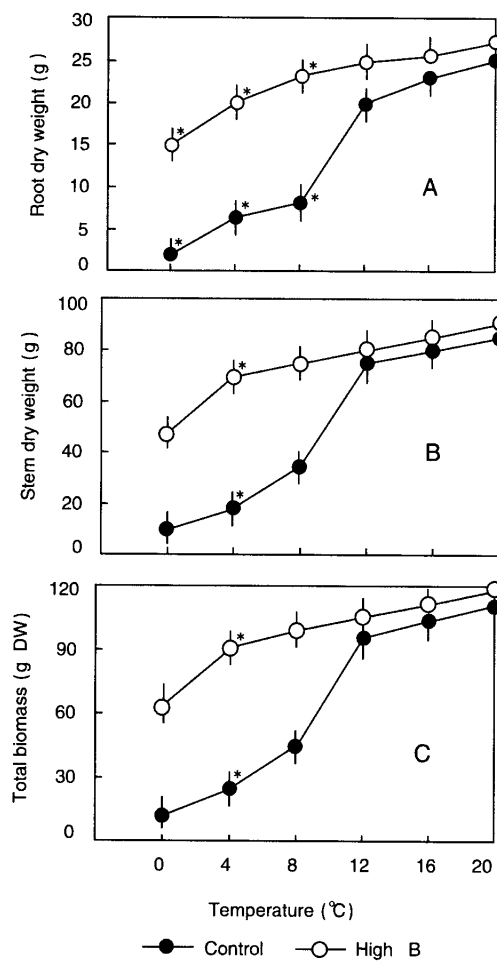 30
25
20
15
10
5
0
Root dry weight (g)
* * *
* * *
A
100
80
60
40
20
0
Stem dry weight (g)
*
*
B
120
90
60
30
0
Total biomass (g DW)
*
*
C
0 4 8 12 16 20
Temperature (°C)
Control High B